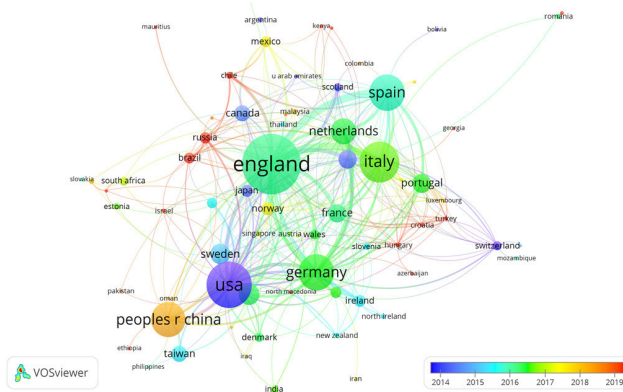 mauritius
argentina
kenya
romania
bolivia
mexico
colombia
chile
u arab emirates
scotland
spain
canada
malaysia
thailand
netherlands
georgia
russia
brazil
england
italy
slovakia
south africa
japan
portugal
estonia
israel
norway
france
luxembourg
turkey
croatia
singapore
austria
wales
slovenia
hungary
switzerland
mozambique
sweden
usa
germany
azerbaijan
pakistan
oman
north macedonia
ireland
peoples r china
north ireland
denmark
new zealand
ethiopia
taiwan
iraq
philippines
iran
india
VOSviewer
2014 2015 2016 2017 2018 2019